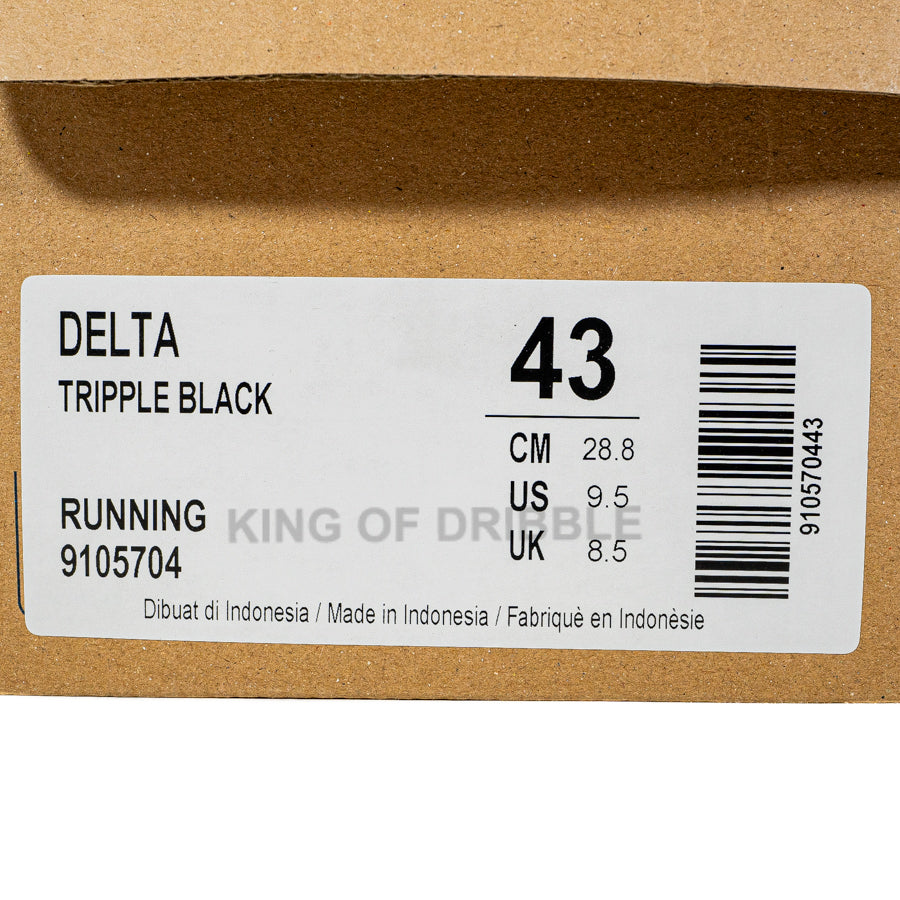 DELTA
TRIPPLE BLACK
43
CM 28.8
US 9.5
UK 8.5
RUNNING
9105704
KING OF DRIBBLE
910570443
Dibuat di Indonesia / Made in Indonesia / Fabriquè en Indonèsie